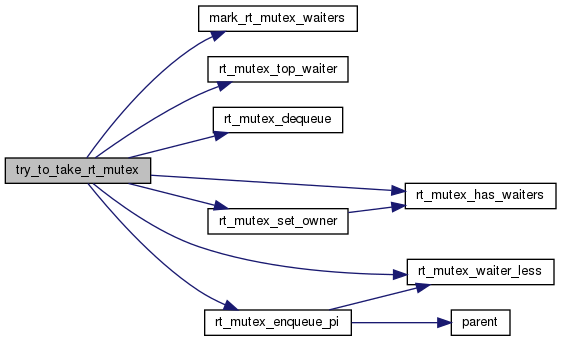 mark_rt_mutex_waiters
rt_mutex_top_waiter
rt_mutex_dequeue
try_to_take_rt_mutex
rt_mutex_has_waiters
rt_mutex_set_owner
rt_mutex_waiter_less
rt_mutex_enqueue_pi
parent